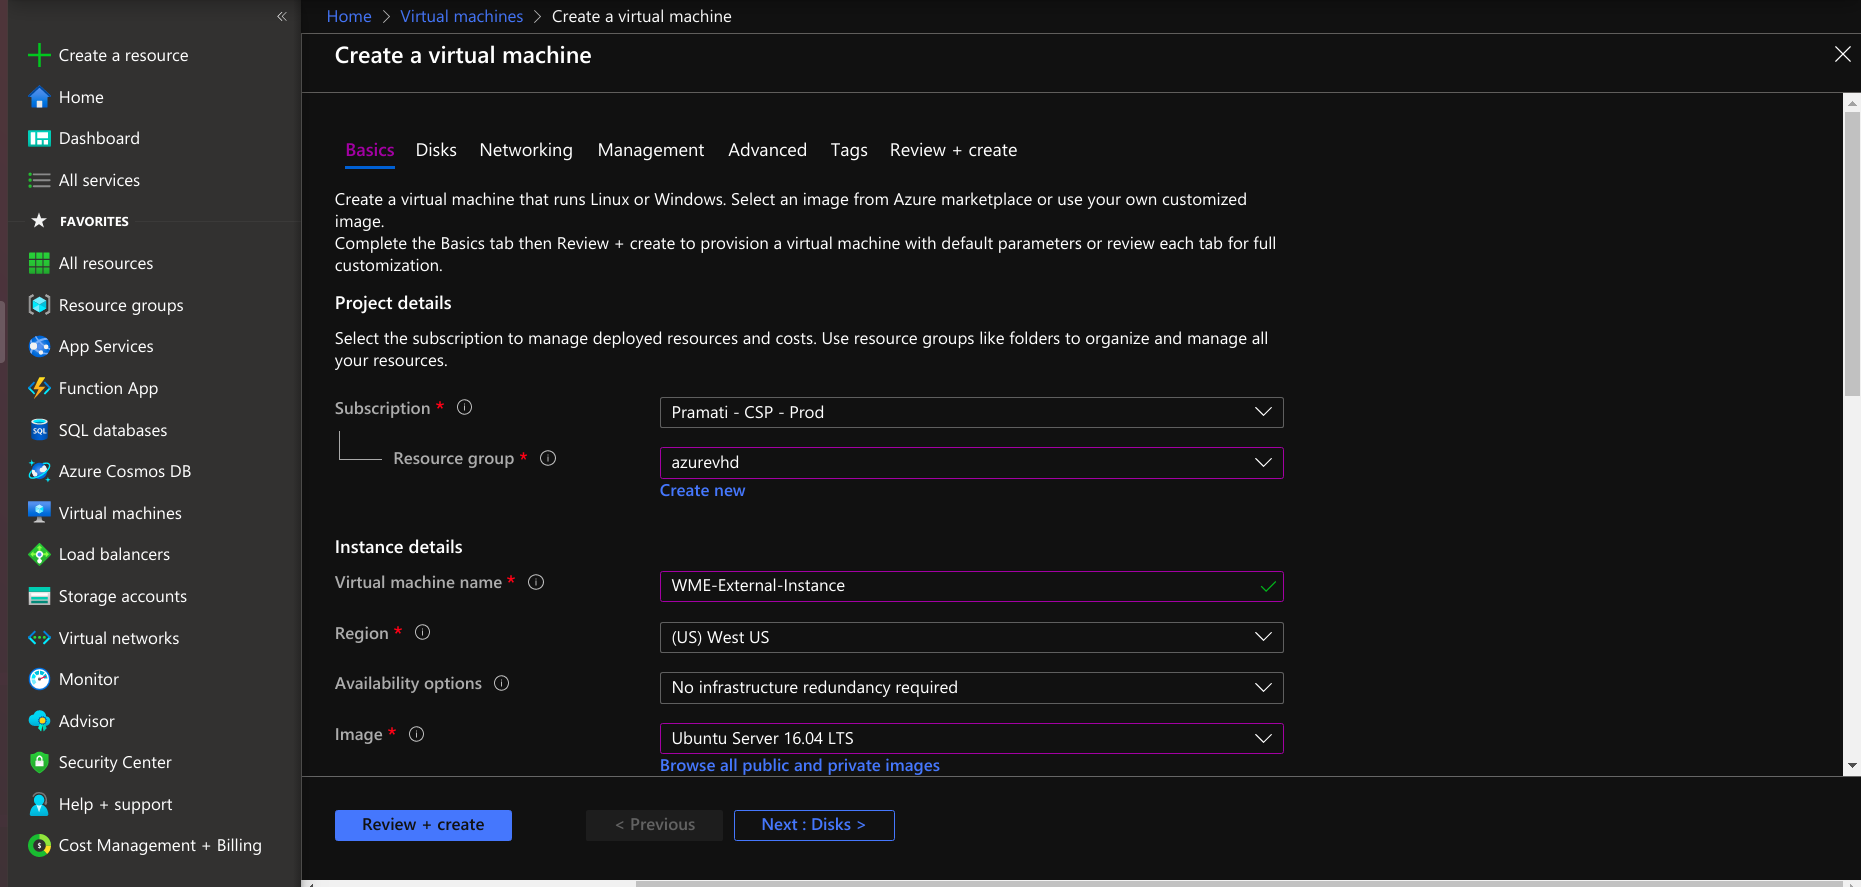 «
Create a resource
Home
Dashboard
All services
FAVORITES
All resources
Resource groups
App Services
Function App
SQL databases
Azure Cosmos DB
Virtual machines
Load balancers
Storage accounts
Virtual networks
Monitor
Advisor
Security Center
Help + support
Cost Management + Billing
Home > Virtual machines > Create a virtual machine
Create a virtual machine
Basics Disks Networking Management Advanced Tags Review + create
Create a virtual machine that runs Linux or Windows. Select an image from Azure marketplace or use your own customized
image.
Complete the Basics tab then Review + create to provision a virtual machine with default parameters or review each tab for full
customization.
Project details
Select the subscription to manage deployed resources and costs. Use resource groups like folders to organize and manage all
your resources.
Subscription * Pramati - CSP - Prod
Resource group * azurevhd
Create new
Instance details
Virtual machine name * WME-External-Instance
Region * (US) West US
Availability options No infrastructure redundancy required
Image * Ubuntu Server 16.04 LTS
Browse all public and private images
Review + create < Previous Next : Disks >